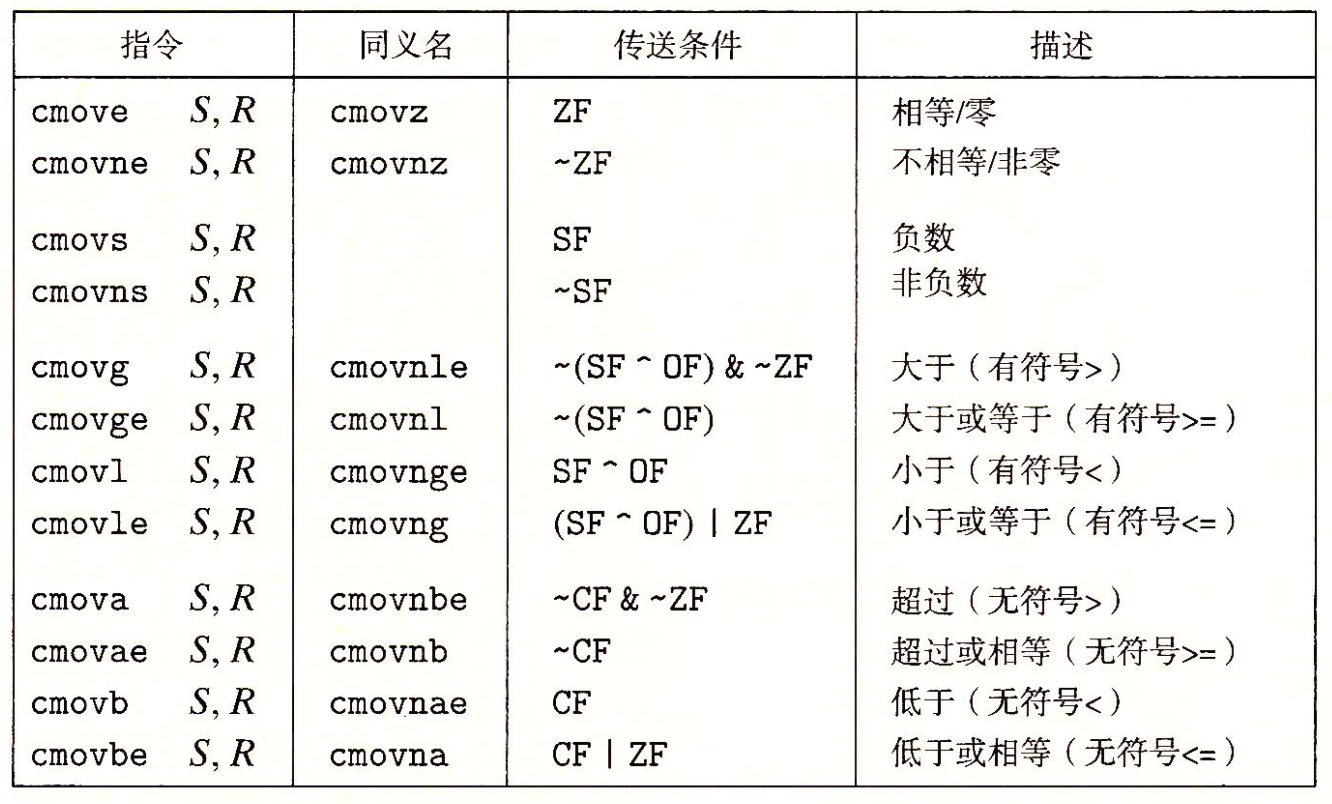 指令 同义名 传送条件 描述
cmove S, R cmovz ZF 相等/零
cmovne S, R cmovnz ~ZF 不相等/非零
cmovs S, R SF 负数
cmovns S, R ~SF 非负数
cmovg S, R cmovnle ~(SF ^ OF) & ~ZF 大于（有符号>）
cmovge S, R cmovnl ~(SF ^ OF) 大于或等于（有符号>=）
cmovl S, R cmovnge SF ^ OF 小于（有符号<）
cmovle S, R cmovng (SF ^ OF) | ZF 小于或等于（有符号<=）
cmova S, R cmovnbe ~CF & ~ZF 超过（无符号>）
cmovae S, R cmovnb ~CF 超过或相等（无符号>=）
cmovb S, R cmovnae CF 低于（无符号<）
cmovbe S, R cmovna CF | ZF 低于或相等（无符号<=）